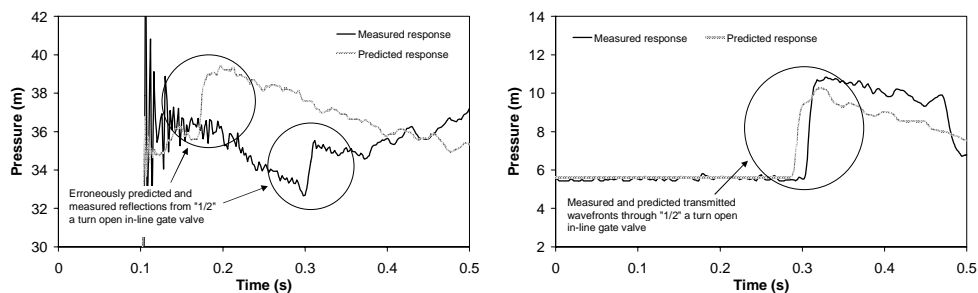 42
40
38
36
34
32
30
Pressure (m)
Measured response
Predicted response
Erroneously predicted and
measured reflections from "1/2"
a turn open in-line gate valve
0
0.1
0.2
0.3
0.4
0.5
Time (s)
14
12
10
8
6
4
2
Pressure (m)
Measured response
Predicted response
Measured and predicted transmitted
wavefronts through "1/2" a turn open
in-line gate valve
0
0.1
0.2
0.3
0.4
0.5
Time (s)